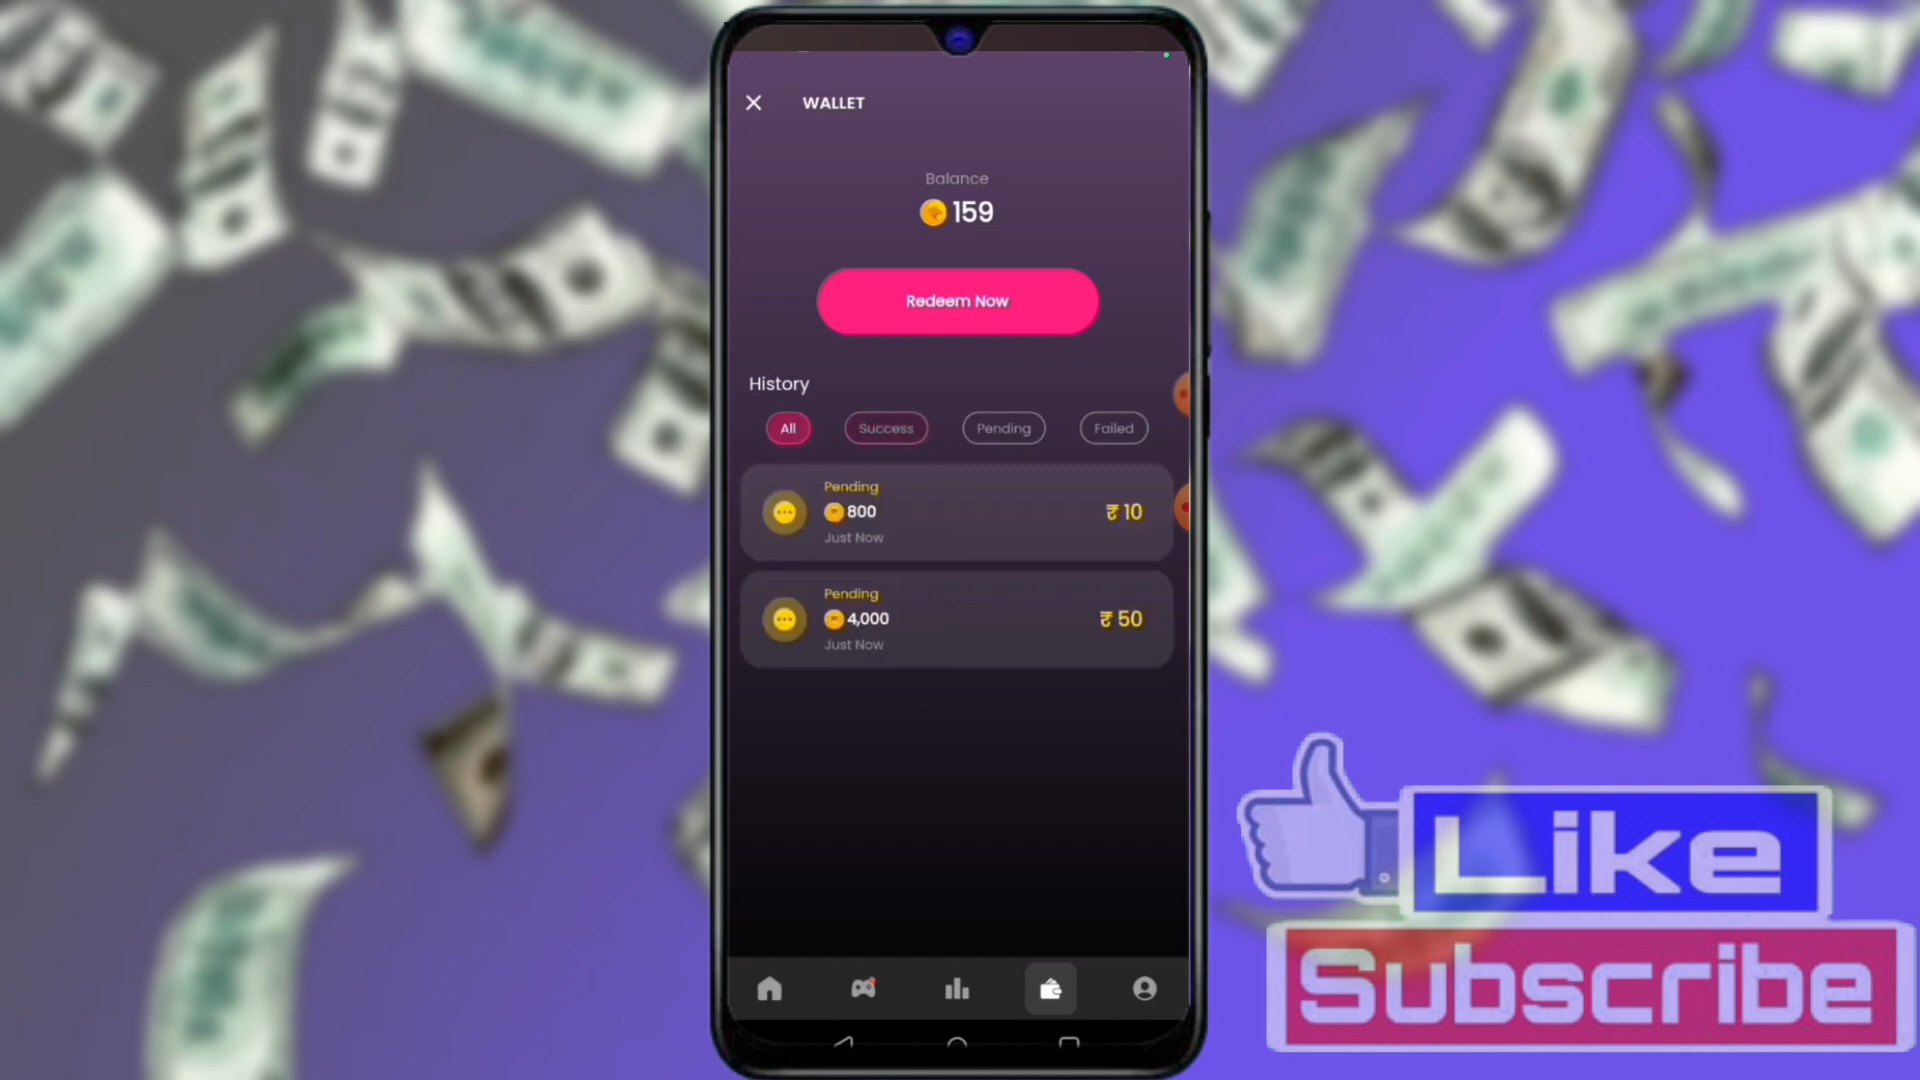 WALLET
Balance
159
Redeem Now
History
All Success Pending Failed
Pending
800
₹ 10
Just Now
Pending
4,000
₹ 50
Just Now
Like
Subscribe